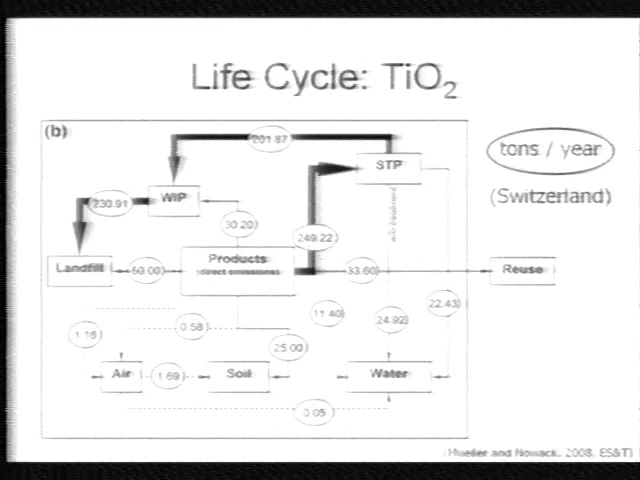 Life Cycle: TiO2
(b)
201.87
tons / year
STP
(Switzerland)
WIP
230.91
30.20
249.22
Products
(direct emissions)
Landfill
50.00
33.60
Reuse
22.43
11.40
24.92
0.58
1.16
25.00
Air
1.69
Soil
Water
0.05
(Mueller and Nowack, 2008, ES&T)